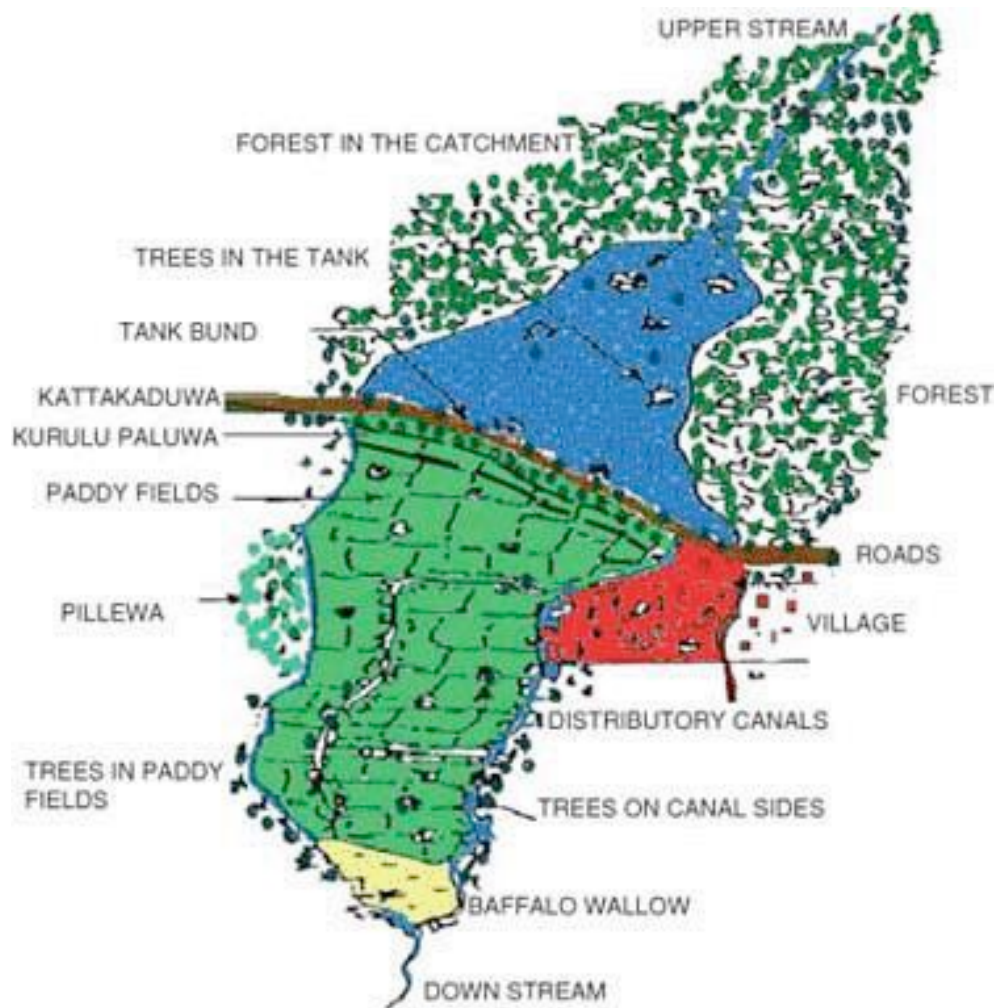 UPPER STREAM
FOREST IN THE CATCHMENT
TREES IN THE TANK
TANK BUND
KATTAKADUWA
FOREST
KURULU PALUWA
PADDY FIELDS
ROADS
PILLEWA
VILLAGE
DISTRIBUTORY CANALS
TREES IN PADDY
FIELDS
TREES ON CANAL SIDES
BAFFALO WALLOW
DOWN STREAM